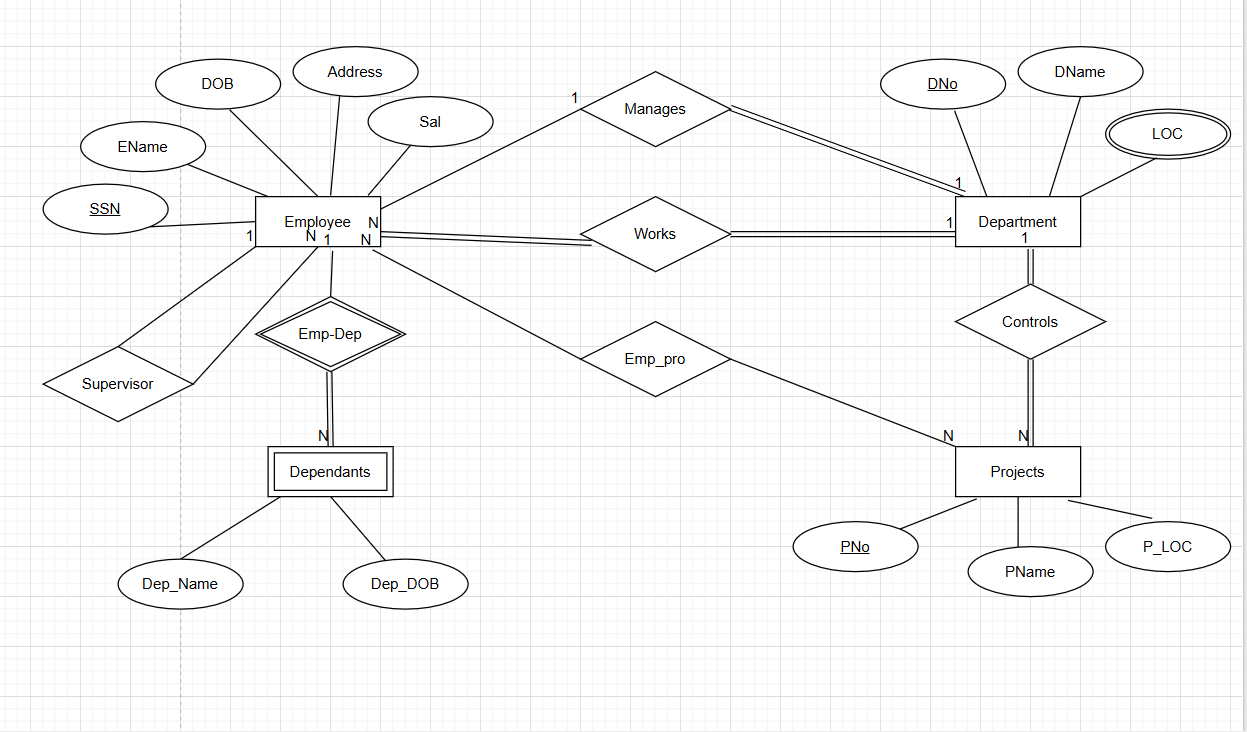 DOB
Address
Sal
EName
SSN
Employee
N
1
N
1
N
1
Manages
1
Works
1
DNo
DName
LOC
Department
1
Supervisor
Emp-Dep
Emp_pro
Controls
N
Dependants
Dep_Name
Dep_DOB
N
N
Projects
PNo
PName
P_LOC